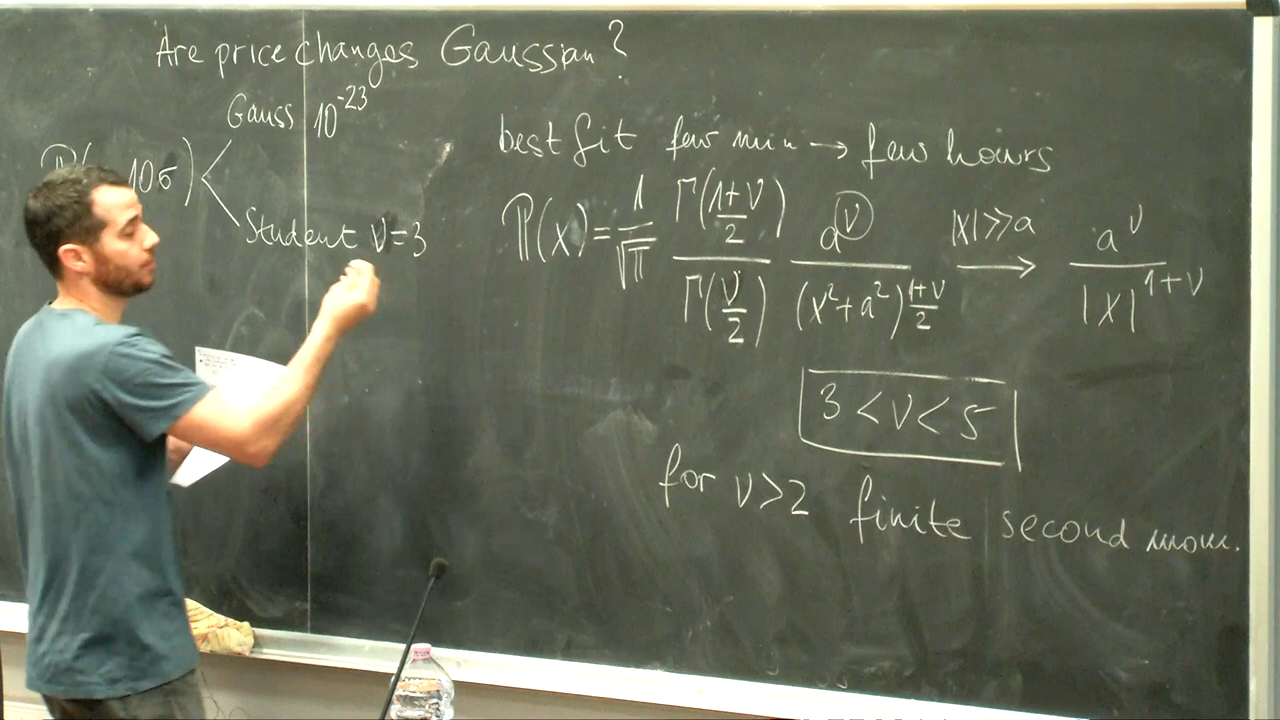 Are price changes Gaussian?
Gauss 10^-23
P( 10σ) <
Student ν=3
best fit few min → few hours
P(x) = 1/√π Γ((1+ν)/2)/Γ(ν/2) a^ν/(x²+a²)^((1+ν)/2) |x|≫a → a^ν/|x|^(1+ν)
3 < ν < 5
for ν>2 finite second mom.